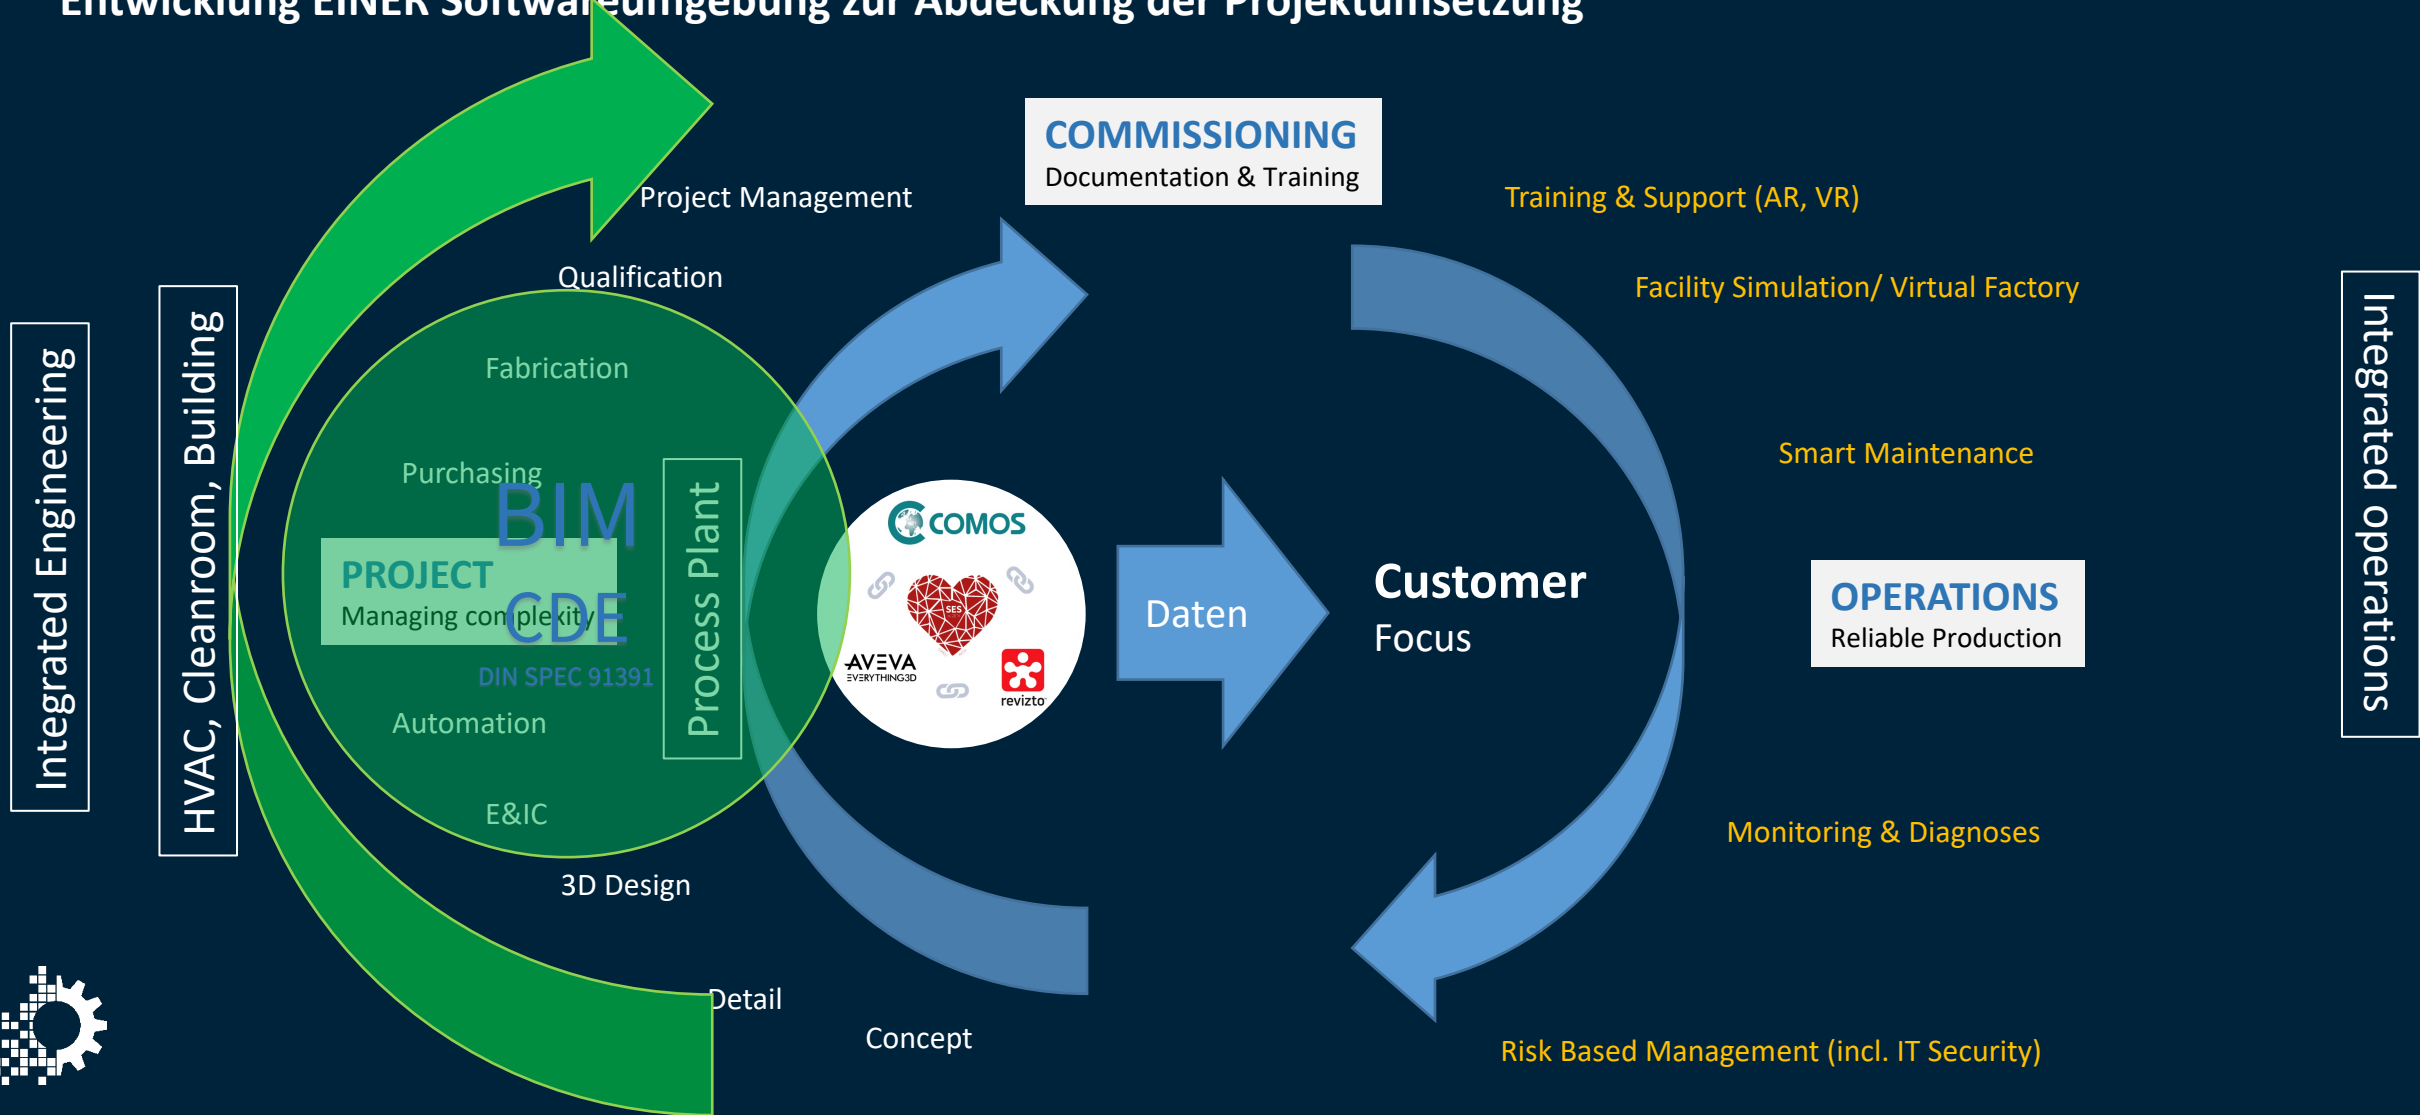 Entwicklung EINER Softwareumgebung zur Abdeckung der Projektumsetzung
COMMISSIONING
Documentation & Training
Project Management
Training & Support (AR, VR)
Qualification
Facility Simulation/ Virtual Factory
Integrated Engineering
HVAC, Cleanroom, Building
Fabrication
Purchasing
BIM
PROJECT
Managing complexity
CDE
DIN SPEC 91391
Process Plant
Automation
E&IC
3D Design
Detail
Concept
COMOS
SES
AVEVA
EVERYTHING3D
revizto
Daten
Customer
Focus
Smart Maintenance
OPERATIONS
Reliable Production
Monitoring & Diagnoses
Risk Based Management (incl. IT Security)
Integrated operations